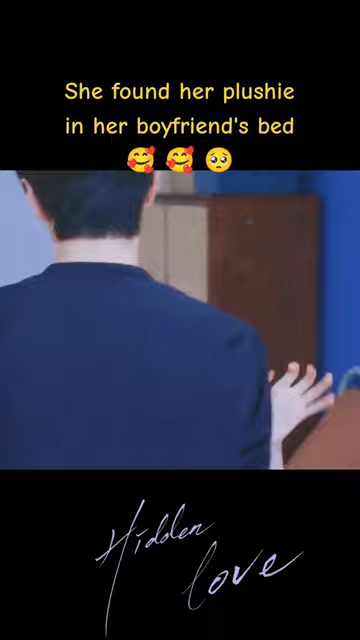 She found her plushie
in her boyfriend's bed
🥰 🥰 🥺
Hidden
love